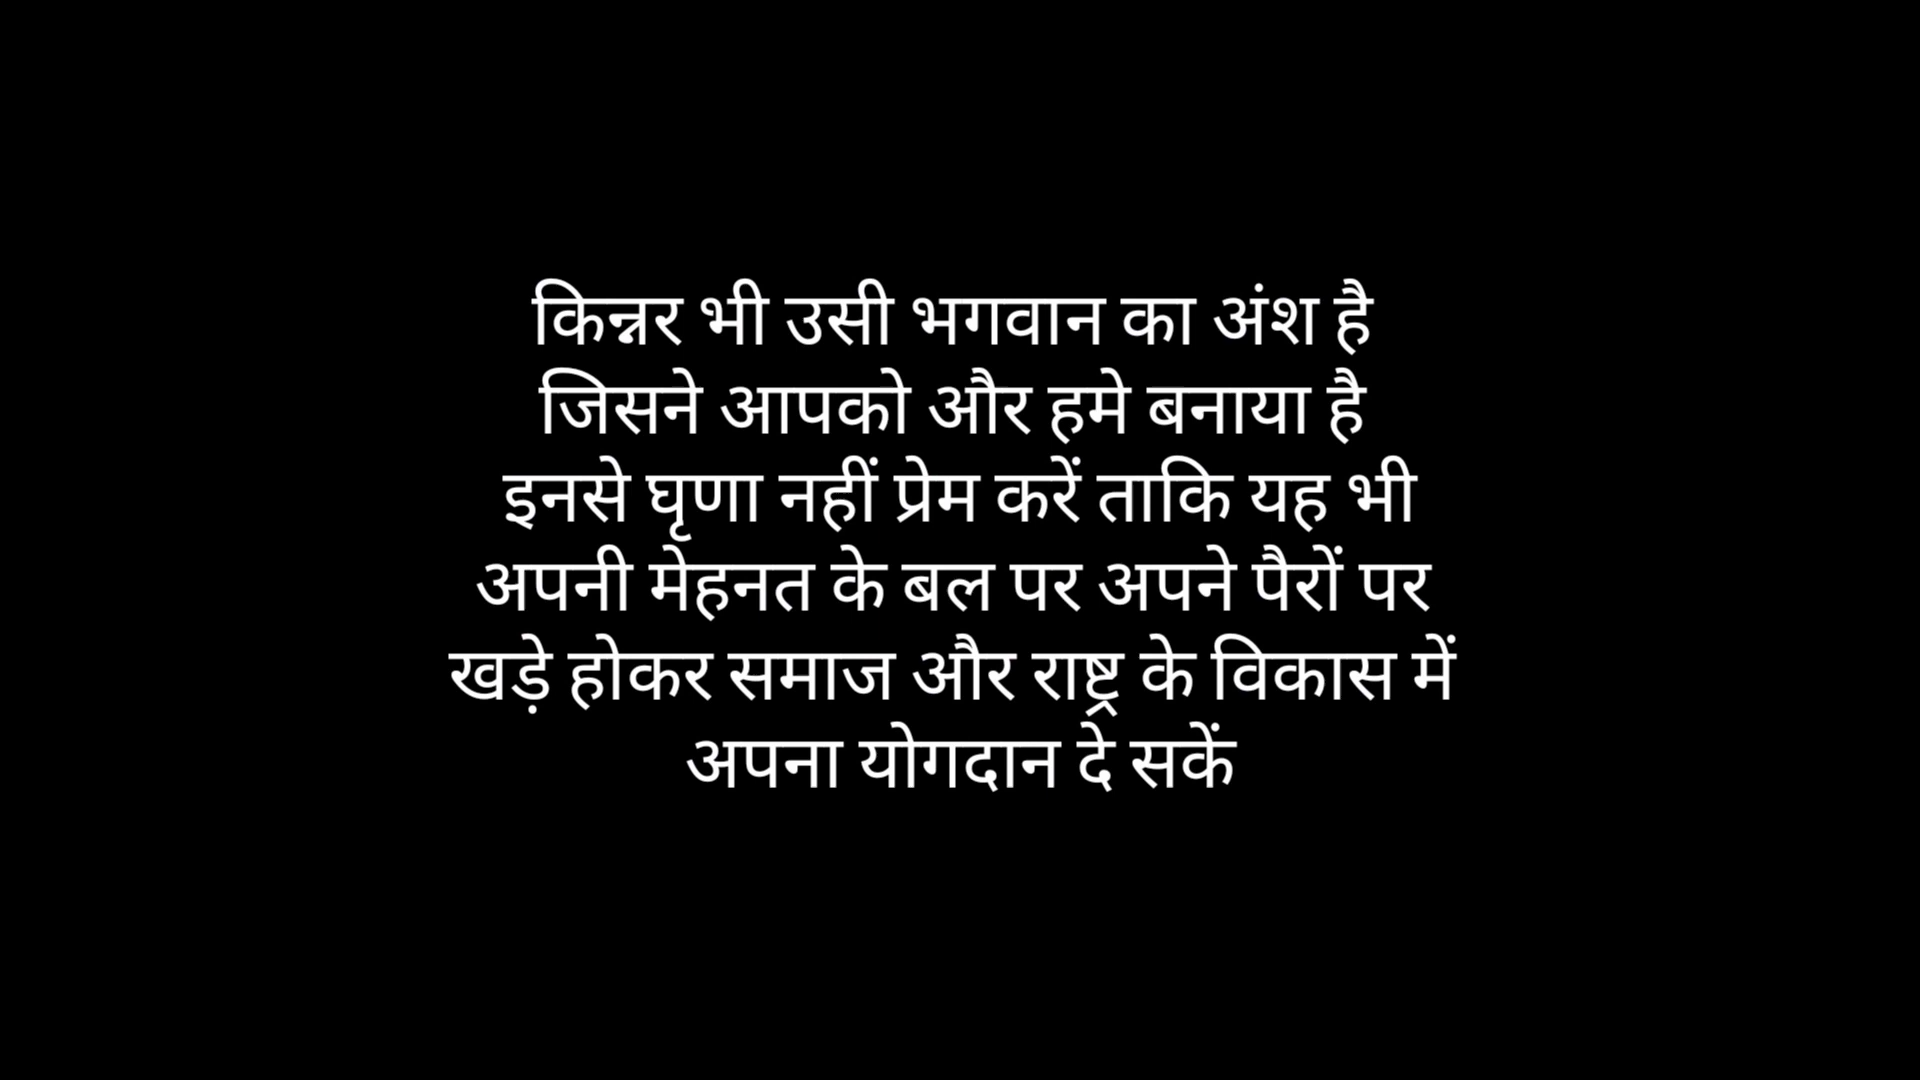 किन्नर भी उसी भगवान का अंश है
जिसने आपको और हमे बनाया है
इनसे घृणा नहीं प्रेम करें ताकि यह भी
अपनी मेहनत के बल पर अपने पैरों पर
खड़े होकर समाज और राष्ट्र के विकास में
अपना योगदान दे सकें